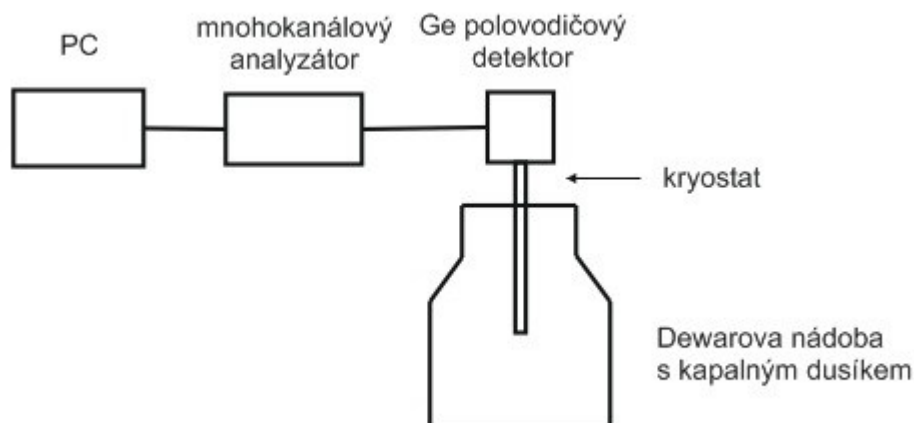 PC
mnohokanálový
analyzátor
Ge polovodičový
detektor
kryostat
Dewarova nádoba
s kapalným dusíkem